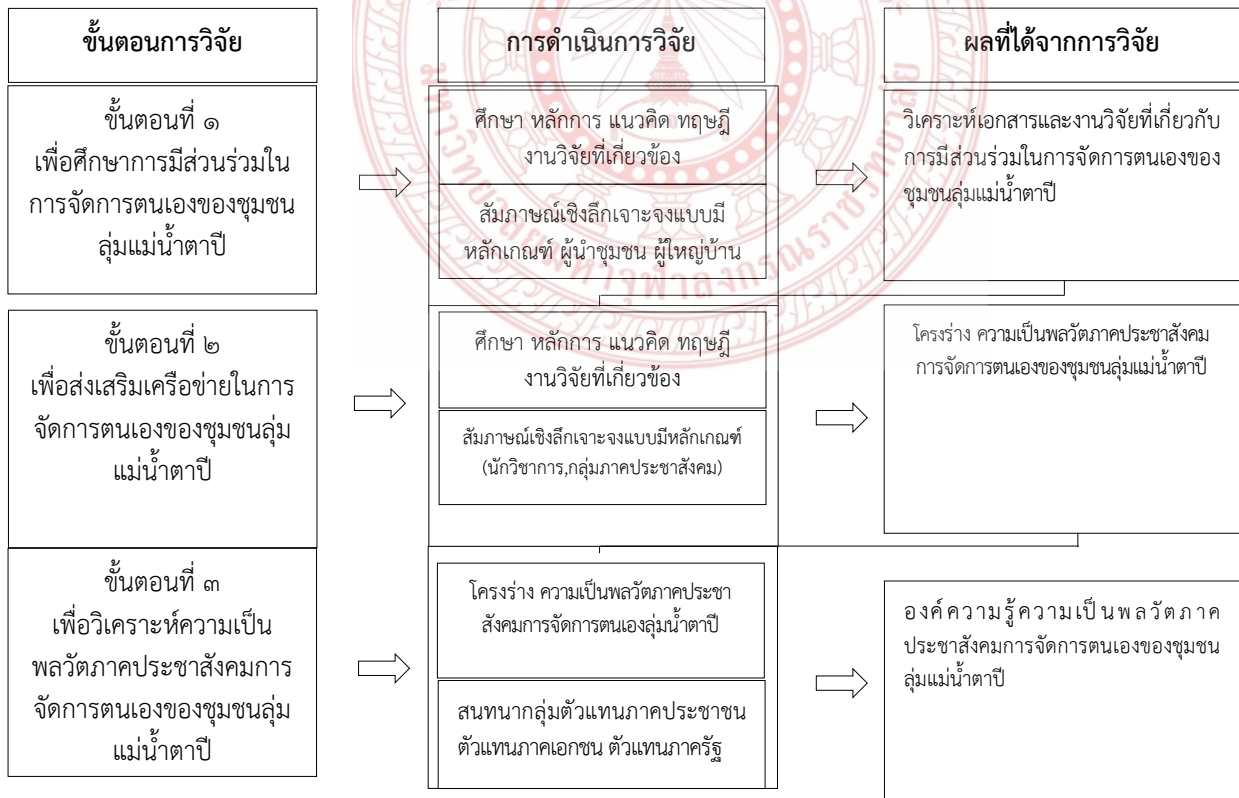 ขั้นตอนการวิจัย
การดำเนินการวิจัย
ผลที่ได้จากการวิจัย
ขั้นตอนที่ ๑
เพื่อศึกษาการมีส่วนร่วมใน
การจัดการตนเองของชุมชน
ลุ่มแม่น้ำตาปี
ศึกษา หลักการ แนวคิด ทฤษฎี
งานวิจัยที่เกี่ยวข้อง
สัมภาษณ์เชิงลึกเจาะจงแบบมี
หลักเกณฑ์ ผู้นำชุมชน ผู้ใหญ่บ้าน
วิเคราะห์เอกสารและงานวิจัยที่เกี่ยวกับ
การมีส่วนร่วมในการจัดการตนเองของ
ชุมชนลุ่มแม่น้ำตาปี
ขั้นตอนที่ ๒
เพื่อส่งเสริมเครือข่ายในการ
จัดการตนเองของชุมชนลุ่ม
แม่น้ำตาปี
ศึกษา หลักการ แนวคิด ทฤษฎี
งานวิจัยที่เกี่ยวข้อง
สัมภาษณ์เชิงลึกเจาะจงแบบมีหลักเกณฑ์
(นักวิชาการ,กลุ่มภาคประชาสังคม)
โครงร่าง ความเป็นพลวัตภาคประชาสังคม
การจัดการตนเองของชุมชนลุ่มแม่น้ำตาปี
ขั้นตอนที่ ๓
เพื่อวิเคราะห์ความเป็น
พลวัตภาคประชาสังคมการ
จัดการตนเองของชุมชนลุ่ม
แม่น้ำตาปี
โครงร่าง ความเป็นพลวัตภาคประชา
สังคมการจัดการตนเองลุ่มน้ำตาปี
สนทนากลุ่มตัวแทนภาคประชาชน
ตัวแทนภาคเอกชน ตัวแทนภาครัฐ
องค์ความรู้ความเป็นพลวัตภาค
ประชาสังคมการจัดการตนเองของชุมชน
ลุ่มแม่น้ำตาปี
มหาวิทยาลัยมหาจุฬาลงกรณราชวิทยาลัย